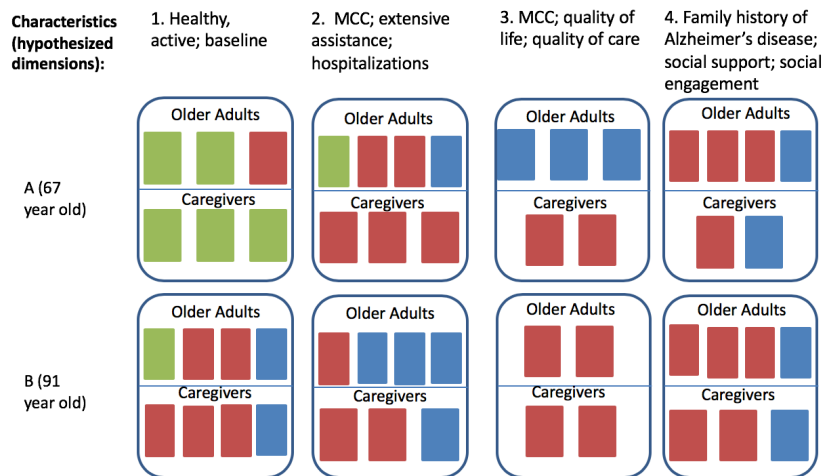 Characteristics
(hypothesized
dimensions):
1. Healthy,
active; baseline
2.  MCC; extensive
assistance;
hospitalizations
3. MCC; quality of
life; quality of care
4. Family history of
Alzheimer's disease;
social support; social
engagement
A (67
year old)
Older Adults
Caregivers
Older Adults
Caregivers
Older Adults
Caregivers
Older Adults
Caregivers
B (91
year old)
Older Adults
Caregivers
Older Adults
Caregivers
Older Adults
Caregivers
Older Adults
Caregivers